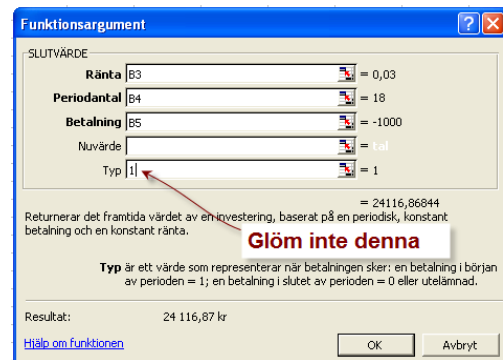 Funktionsargument
SLUTVÄRDE
Ränta B3 = 0,03
Periodantal B4 = 18
Betalning B5 = -1000
Nuvärde = tal
Typ 1 = 1
= 24116,86844
Returnerar det framtida värdet av en investering, baserat på en periodisk, konstant
betalning och en konstant ränta.
Glöm inte denna
Typ är ett värde som representerar när betalningen sker: en betalning i början
av perioden = 1; en betalning i slutet av perioden = 0 eller utelämnad.
Resultat: 24 116,87 kr
Hjälp om funktionen OK Avbryt